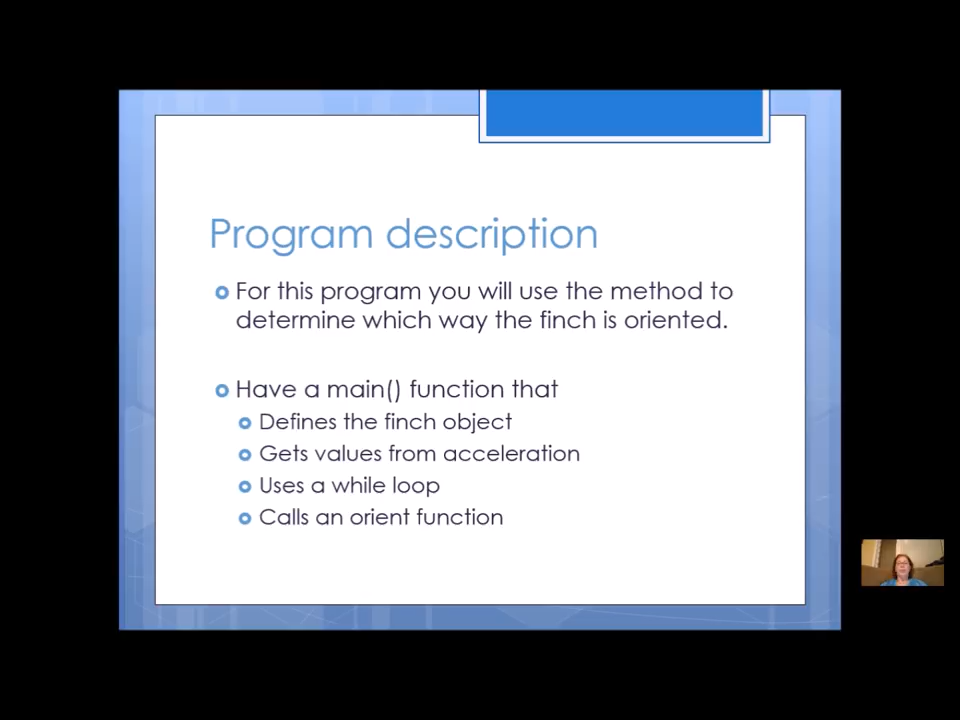 Program description
For this program you will use the method to
determine which way the finch is oriented.
Have a main() function that
Defines the finch object
Gets values from acceleration
Uses a while loop
Calls an orient function